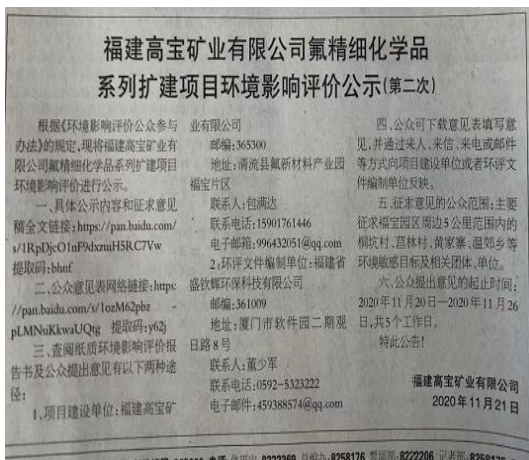 福建高宝矿业有限公司氟精细化学品
系列扩建项目环境影响评价公示(第二次)
根据《环境影响评价公众参与
办法》的规定,现将福建高宝矿业有
限公司氟精细化学品系列扩建项目
环境影响评价进行公示。
一、具体公示内容和征求意见
稿全文链接:https://pan.baidu.com/
s/1RpDjcO1nF9dxzuiH5RC7Vw
提取码:bhnf
二、公众意见表网络链接:https:
//pan.baidu.com/s/1ozM62pbz-
pLMNuKkwaUQtg 提取码:y62j
三、查阅纸质环境影响评价报
告书及公众提出意见有以下两种途
径:
1、项目建设单位:福建高宝矿
业有限公司
邮编:365300
地址:清流县氟新材料产业园
福宝片区
联系人:包满达
联系电话:15901761446
电子邮箱:996432051@qq.com
2:环评文件编制单位:福建省
盛钦辉环保科技有限公司
邮编:361009
地址:厦门市软件园二期观
日路8号
联系人:董少军
联系电话:0592-5323222
电子邮件:459388574@qq.com
四、公众可下载意见表填写意
见,并通过来人、来信、来电或邮件
等方式向项目建设单位或者环评文
件编制单位反映。
五、征求意见的公众范围:主要
征求福宝园区周边5公里范围内的
桐坑村、苣林村、黄家寨、温郊乡等
环境敏感目标及相关团体、单位。
六、公众提出意见的起止时间:
2020年11月20日—2020年11月26
日,共5个工作日。
特此公告!
福建高宝矿业有限公司
2020年11月21日
8258176
8222206